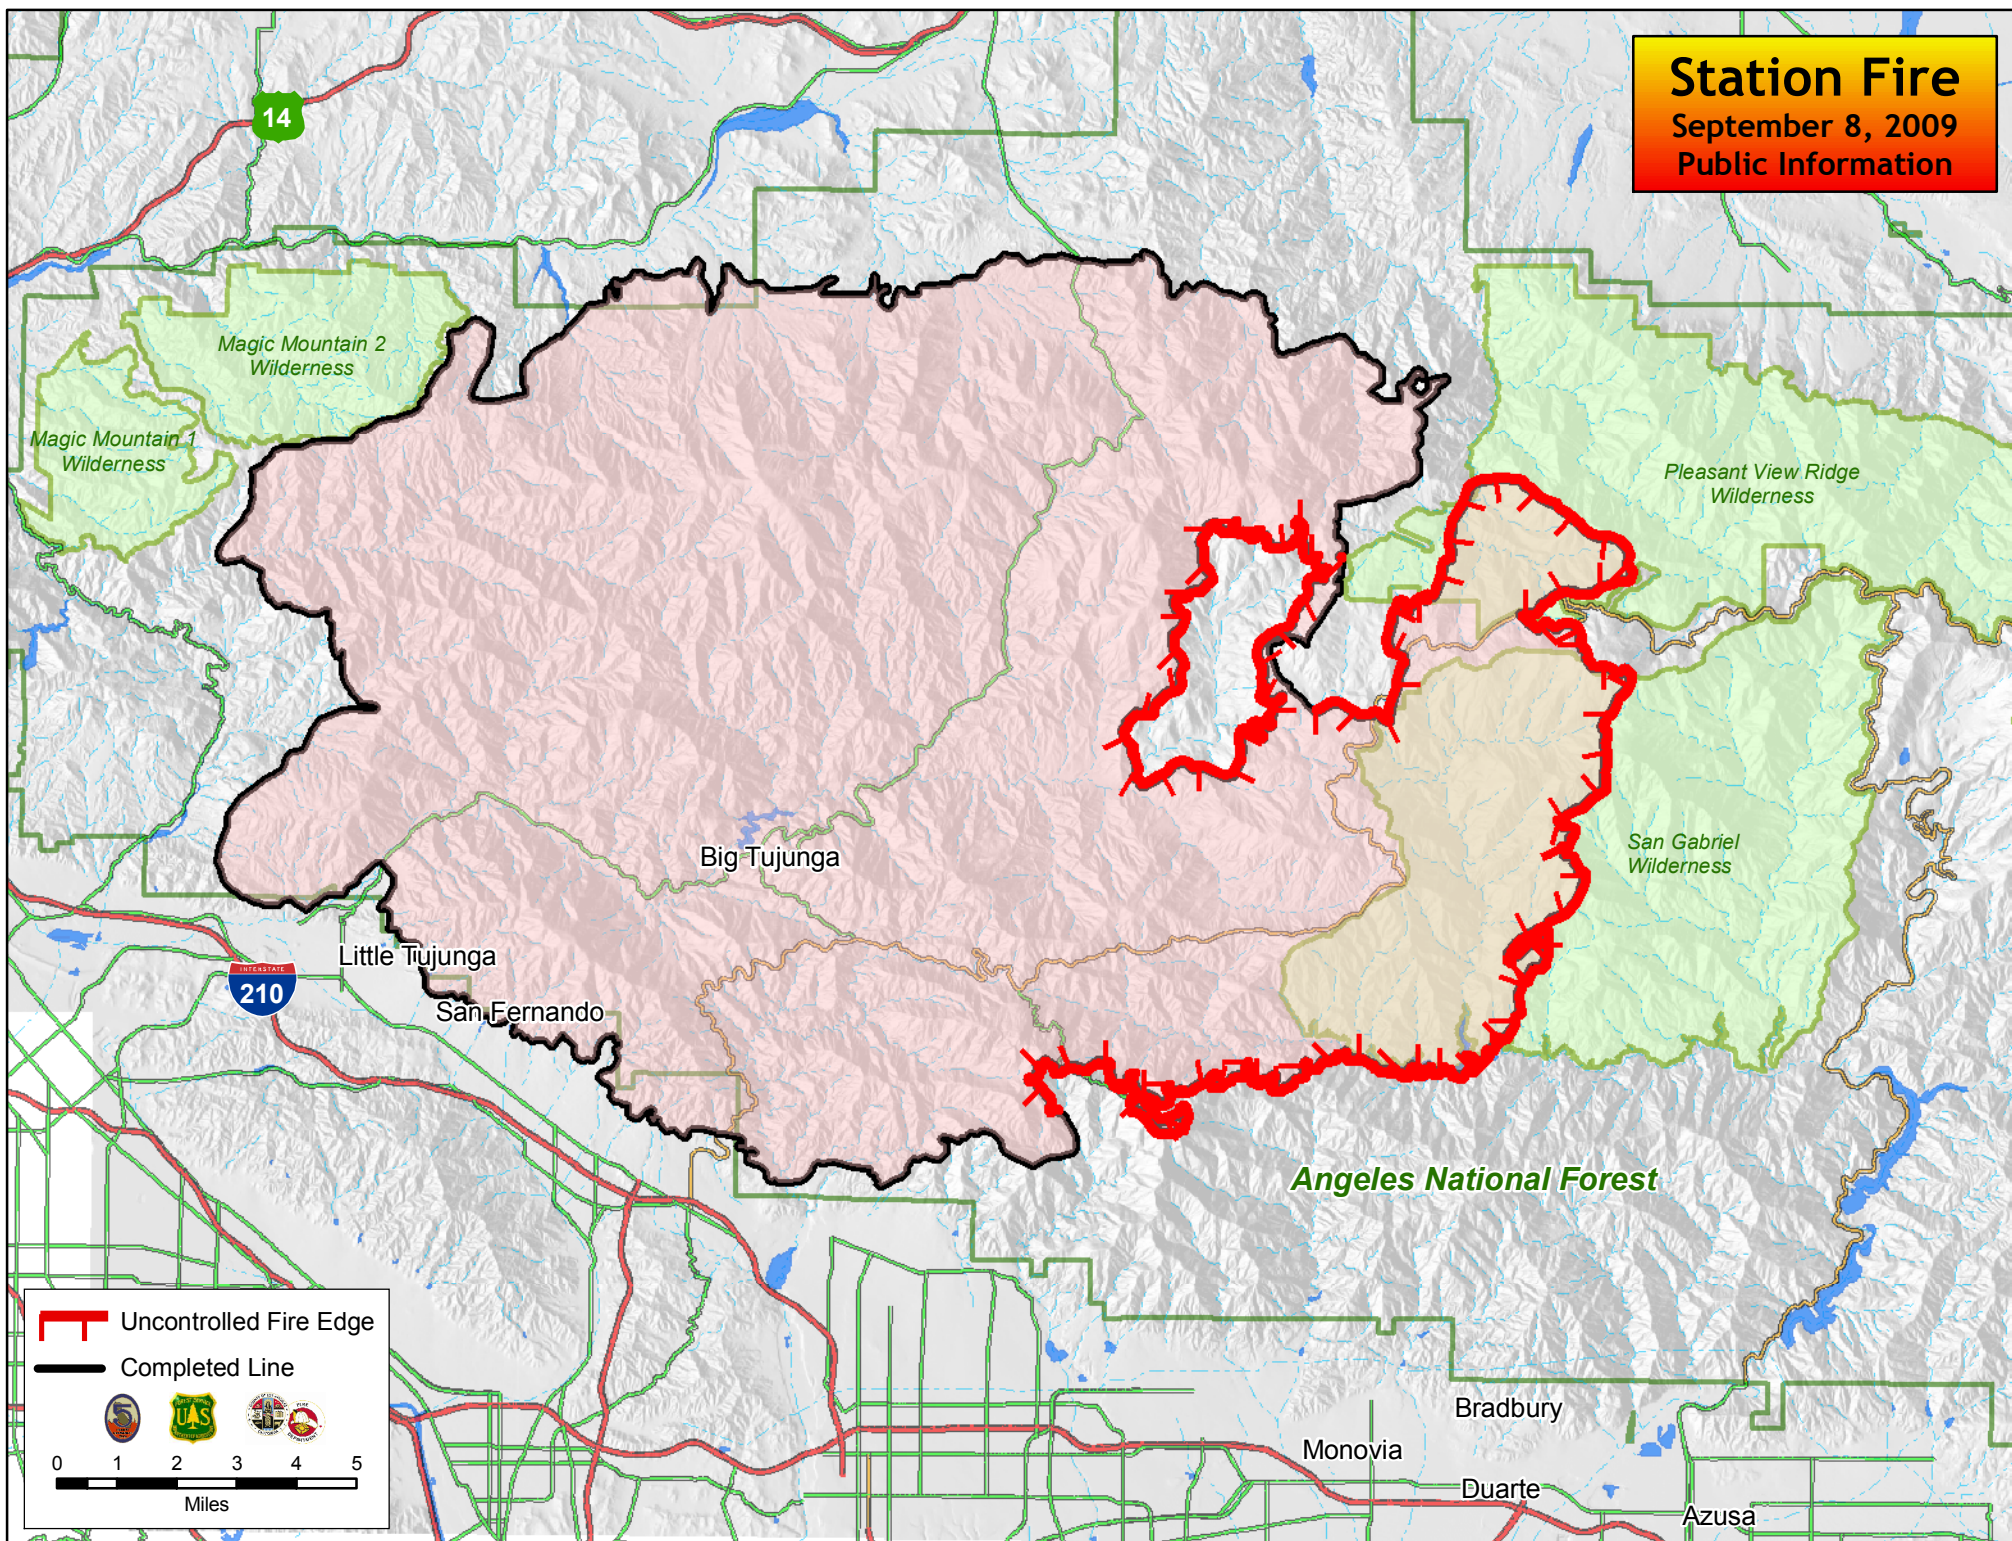 Station Fire
September 8, 2009
Public Information
14
Magic Mountain 2
Wilderness
Magic Mountain 1
Wilderness
Pleasant View Ridge
Wilderness
San Gabriel
Wilderness
Big Tujunga
Little Tujunga
INTERSTATE
210
San Fernando
Angeles National Forest
Uncontrolled Fire Edge
Completed Line
5
UAS
0 1 2 3 4 5
Miles
Bradbury
Monovia
Duarte
Azusa